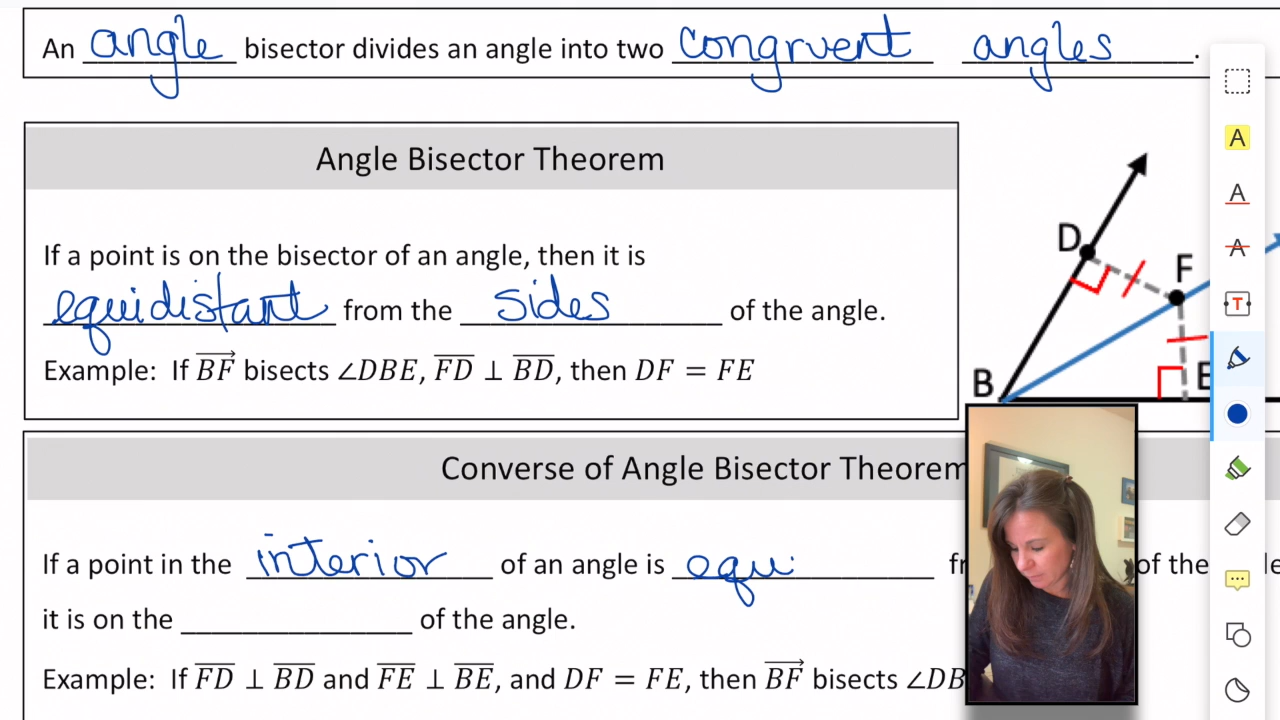 An angle bisector divides an angle into two congruent angles.
Angle Bisector Theorem
If a point is on the bisector of an angle, then it is
equidistant from the sides of the angle.
Example: If BF bisects ∠DBE, FD ⊥ BD, then DF = FE
D
F
B
E
Converse of Angle Bisector Theorem
If a point in the interior of an angle is equi of the
it is on the ______ of the angle.
Example: If FD ⊥ BD and FE ⊥ BE, and DF = FE, then BF bisects ∠DB
A
A
A
T